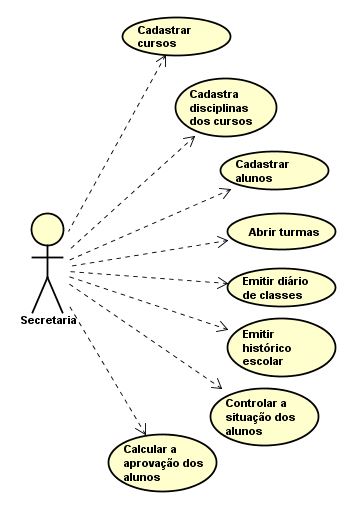 Cadastrar
cursos
Cadastra
disciplinas
dos cursos
Cadastrar
alunos
Abrir turmas
Emitir diário
de classes
Secretaria
Emitir
histórico
escolar
Controlar a
situação dos
alunos
Calcular a
aprovação dos
alunos